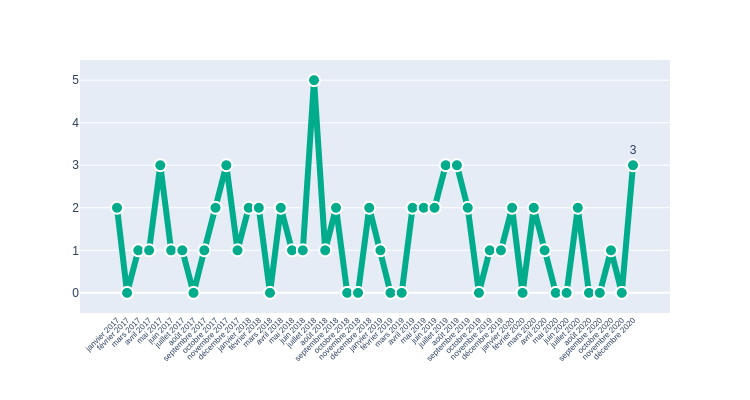 5
4
3
2
1
0
3
janvier 2017
février 2017
mars 2017
avril 2017
mai 2017
juin 2017
juillet 2017
août 2017
septembre 2017
octobre 2017
novembre 2017
décembre 2017
janvier 2018
février 2018
mars 2018
avril 2018
mai 2018
juin 2018
juillet 2018
août 2018
septembre 2018
octobre 2018
novembre 2018
décembre 2018
janvier 2019
février 2019
mars 2019
avril 2019
mai 2019
juin 2019
juillet 2019
août 2019
septembre 2019
octobre 2019
novembre 2019
décembre 2019
janvier 2020
février 2020
mars 2020
avril 2020
mai 2020
juin 2020
juillet 2020
août 2020
septembre 2020
octobre 2020
novembre 2020
décembre 2020